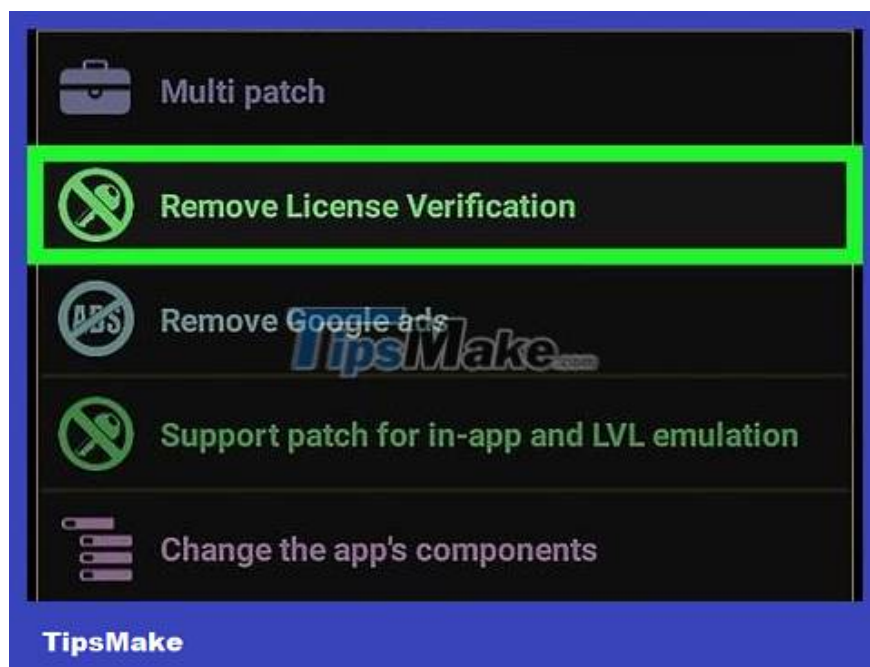 Multi patch
Remove License Verification
ABS
Remove Google ads
TipsMake.com
Support patch for in-app and LVL emulation
Change the app's components
TipsMake